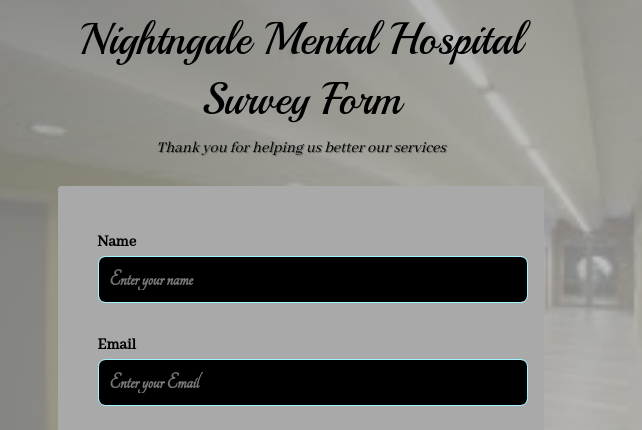 Nightngale Mental Hospital
Survey Form
Thank you for helping us better our services
Name
Enter your name
Email
Enter your Email